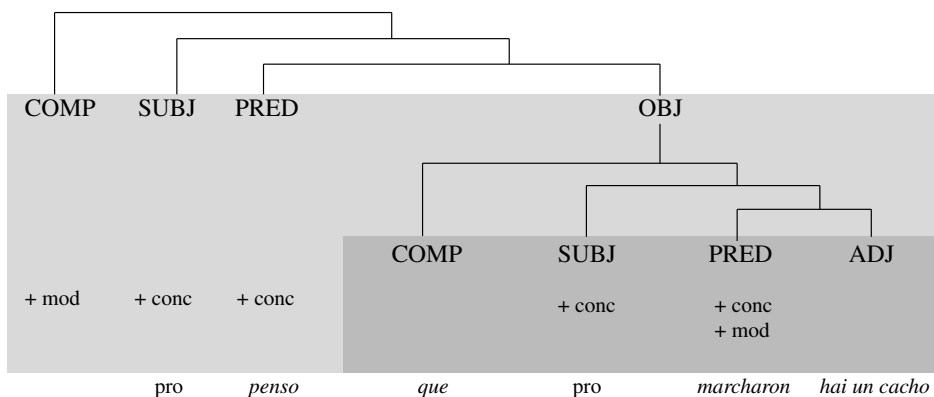 COMP SUBJ PRED OBJ
COMP SUBJ PRED ADJ
+ mod + conc + conc
+ conc + conc
+ mod
pro penso que pro marcharon hai un cacho